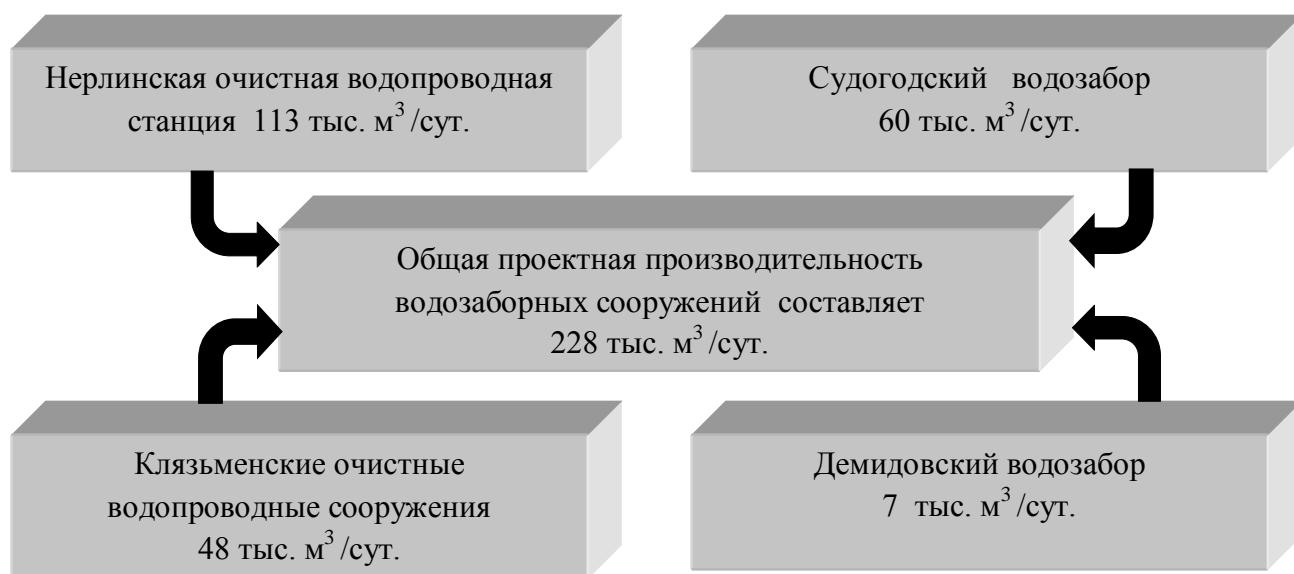 Нерлинская очистная водопроводная
станция 113 тыс. м³/сут.
Судогодский водозабор
60 тыс. м³/сут.
Общая проектная производительность
водозаборных сооружений составляет
228 тыс. м³/сут.
Клязьменские очистные
водопроводные сооружения
48 тыс. м³/сут.
Демидовский водозабор
7 тыс. м³/сут.